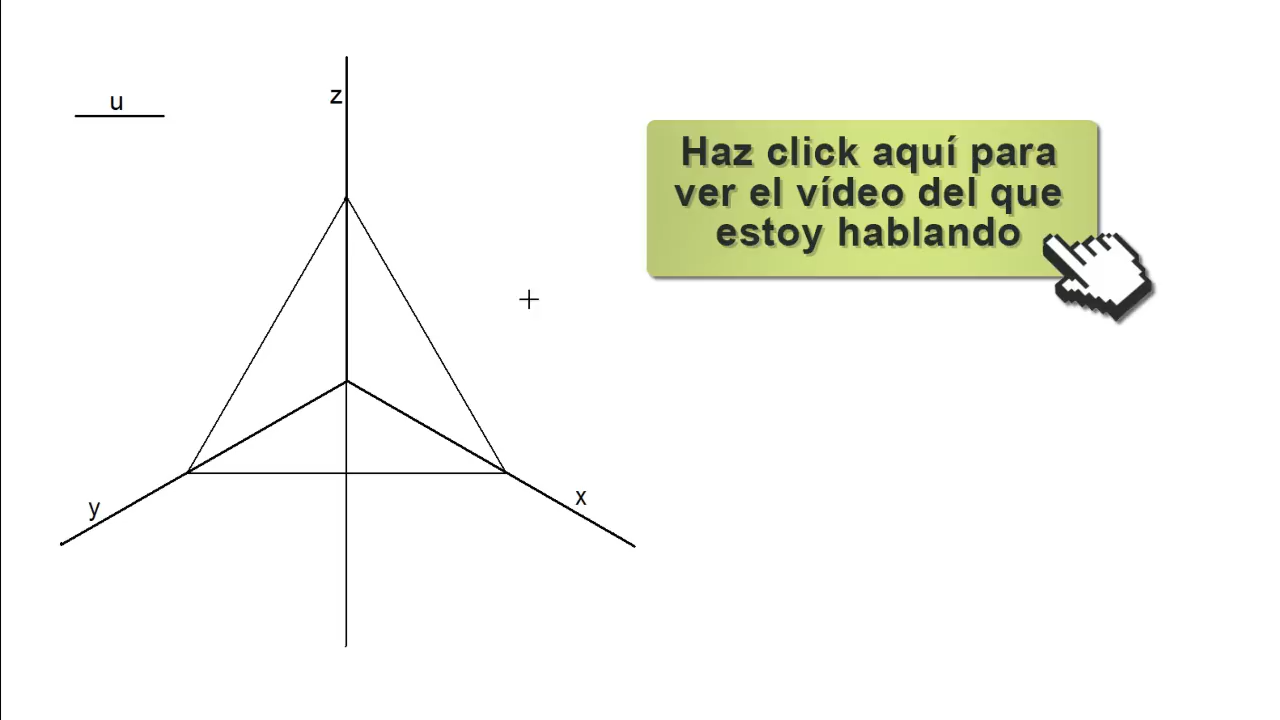 u
z
Haz click aquí para
ver el vídeo del que
estoy hablando
y
x